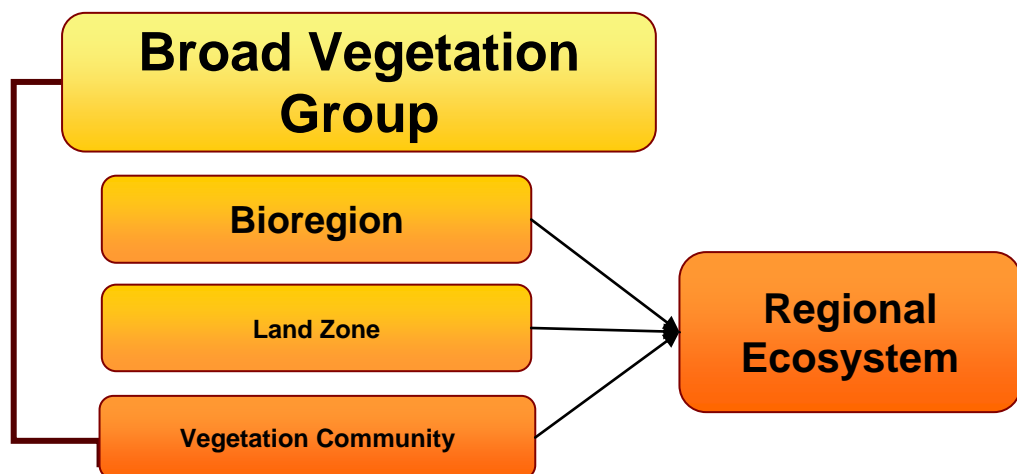 Broad Vegetation
Group
Bioregion
Land Zone
Vegetation Community
Regional
Ecosystem